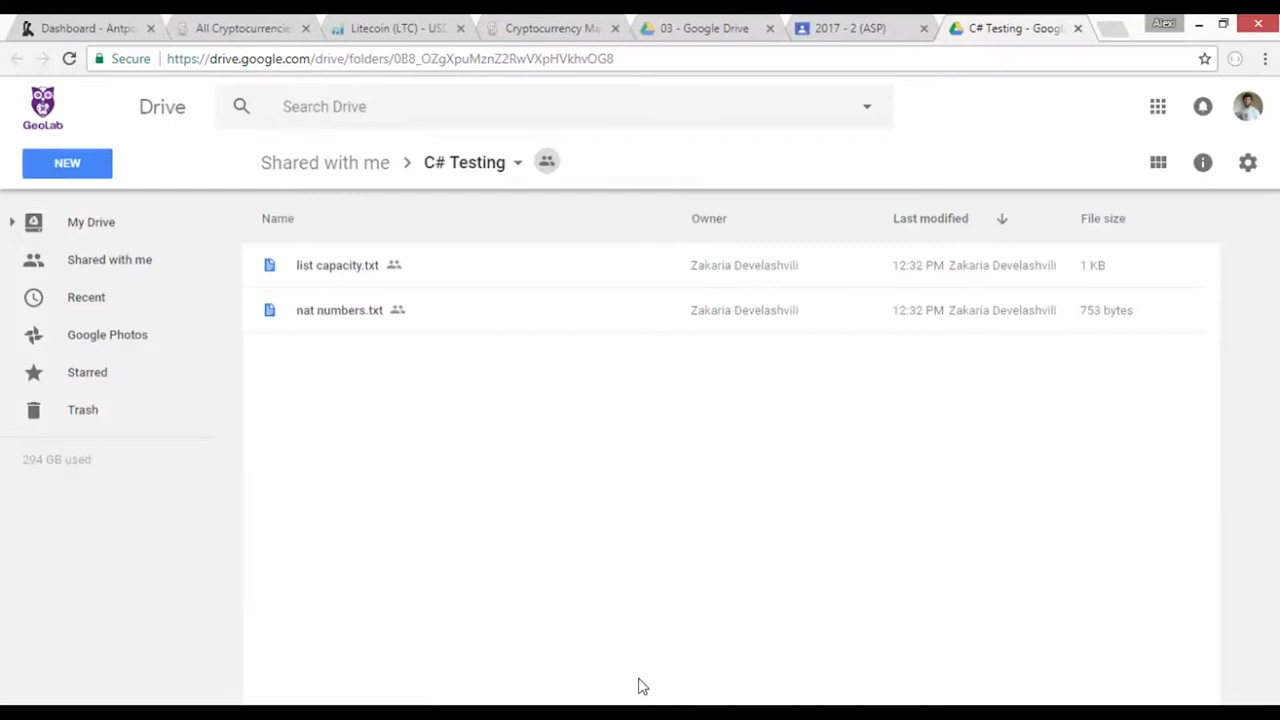 Dashboard - Antpo
All Cryptocurrencie
Litecoin (LTC) - USD
Cryptocurrency Ma
03 - Google Drive
2017 - 2 (ASP)
C# Testing - Googl
Alexi
Secure
https://drive.google.com/drive/folders/0B8_OZgXpuMznZ2RwVXpHVkhvOG8
GeoLab
Drive
Search Drive
NEW
Shared with me > C# Testing
Name Owner Last modified File size
My Drive
Shared with me
Recent
Google Photos
Starred
Trash
294 GB used
list capacity.txt Zakaria Develashvili 12:32 PM Zakaria Develashvili 1 KB
nat numbers.txt Zakaria Develashvili 12:32 PM Zakaria Develashvili 753 bytes